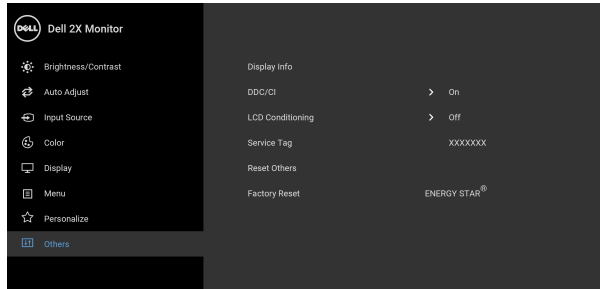 DELL Dell 2X Monitor
Brightness/Contrast
Auto Adjust
Input Source
Color
Display
Menu
Personalize
Others
Display Info
DDC/CI > On
LCD Conditioning > Off
Service Tag XXXXXXX
Reset Others
Factory Reset ENERGY STAR®